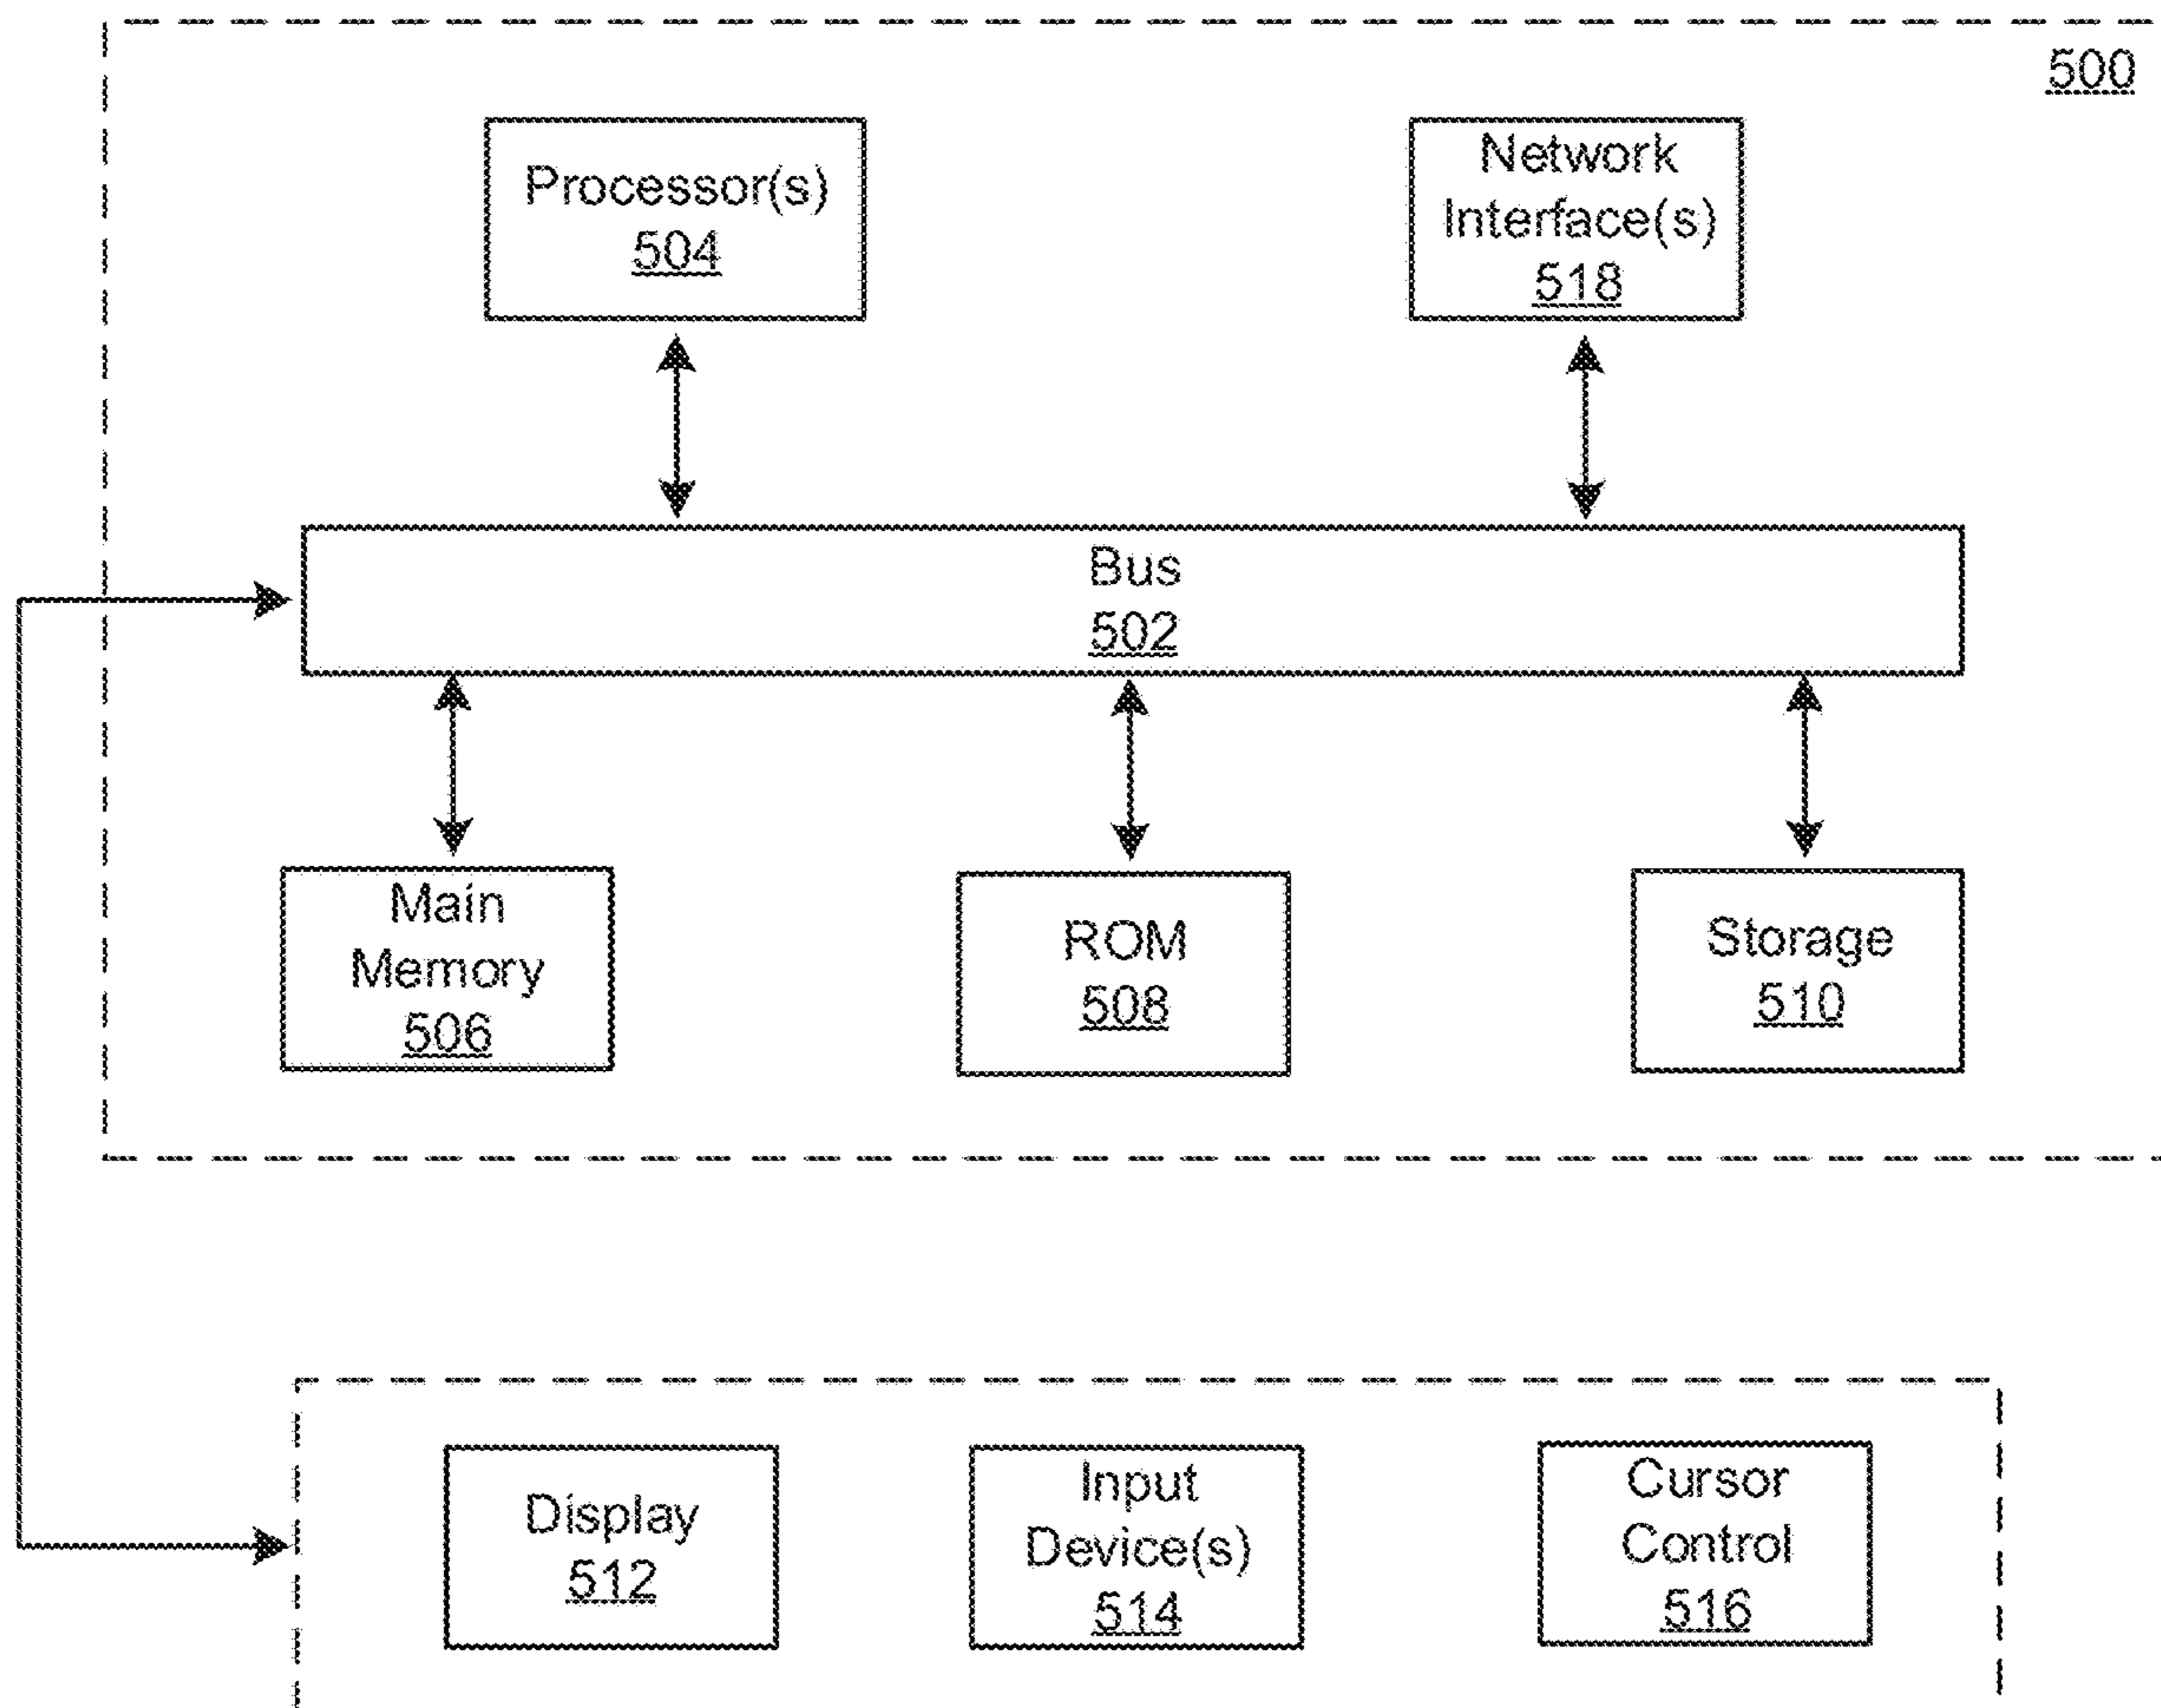 500
Processor(s)
504
Network
Interface(s)
518
Bus
502
Main
Memory
506
ROM
508
Storage
510
Display
512
Input
Device(s)
514
Cursor
Control
516